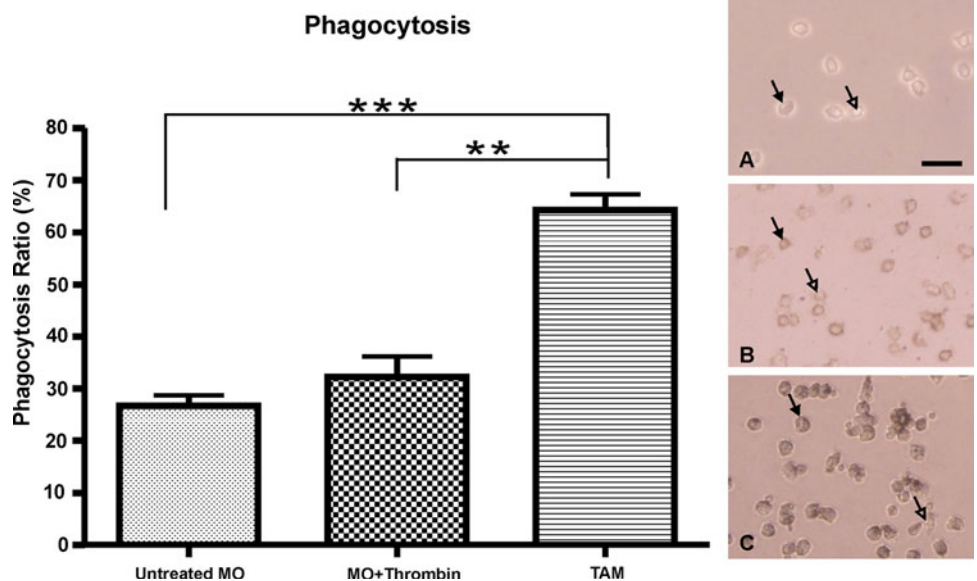 Phagocytosis
***
**
Phagocytosis Ratio (%)
80
70
60
50
40
30
20
10
0
Untreated MO
MO+Thrombin
TAM
A
B
C